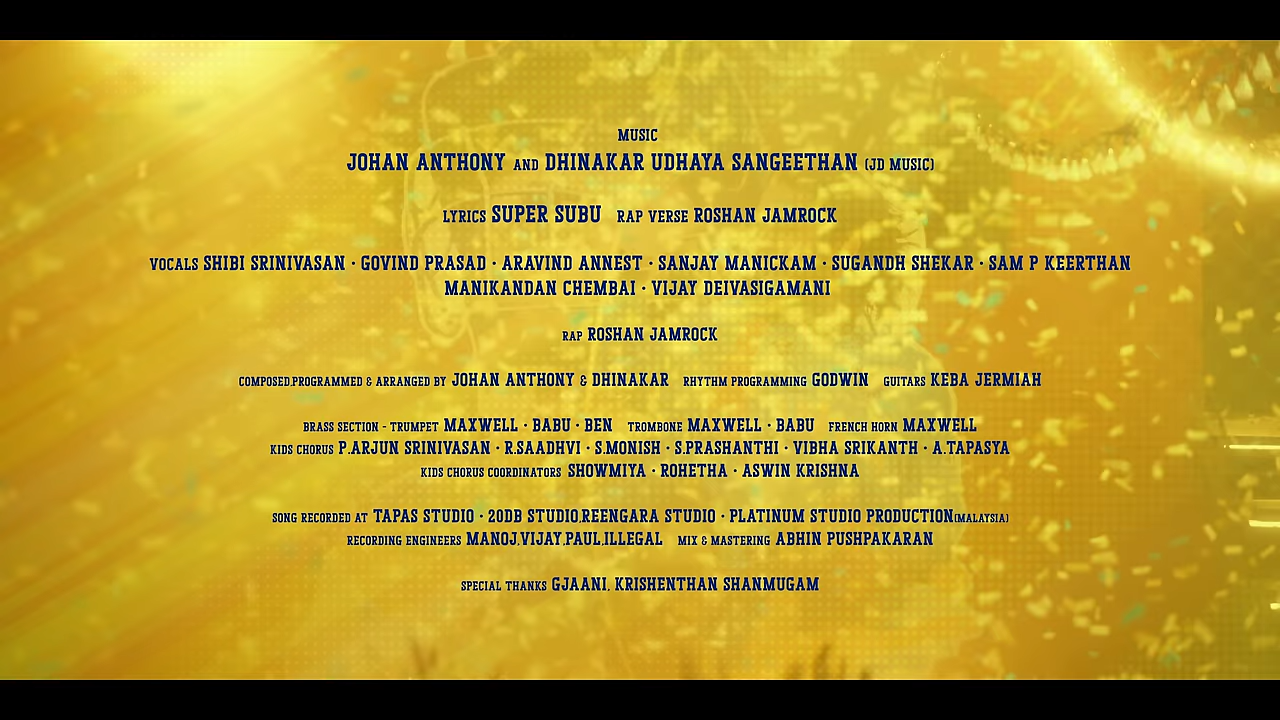 MUSIC
JOHAN ANTHONY AND DHINAKAR UDHAYA SANGEETHAN (JD MUSIC)
LYRICS SUPER SUBU RAP VERSE ROSHAN JAMROCK
VOCALS SHIBI SRINIVASAN · GOVIND PRASAD · ARAVIND ANNEST · SANJAY MANICKAM · SUGANDH SHEKAR · SAM P KEERTHAN
MANIKANDAN CHEMBAI · VIJAY DEIVASIGAMANI
RAP ROSHAN JAMROCK
COMPOSED,PROGRAMMED & ARRANGED BY JOHAN ANTHONY & DHINAKAR RHYTHM PROGRAMMING GODWIN GUITARS KEBA JERMIAH
BRASS SECTION - TRUMPET MAXWELL · BABU · BEN TROMBONE MAXWELL · BABU FRENCH HORN MAXWELL
KIDS CHORUS P.ARJUN SRINIVASAN · R.SAADHVI · S.MONISH · S.PRASHANTHI · VIBHA SRIKANTH · A.TAPASYA
KIDS CHORUS COORDINATORS SHOWMIYA · ROHETHA · ASWIN KRISHNA
SONG RECORDED AT TAPAS STUDIO · 20DB STUDIO,REENGARA STUDIO · PLATINUM STUDIO PRODUCTION(MALAYSIA)
RECORDING ENGINEERS MANOJ,VIJAY,PAUL,ILLEGAL MIX & MASTERING ABHIN PUSHPAKARAN
SPECIAL THANKS GJAANI, KRISHENTHAN SHANMUGAM